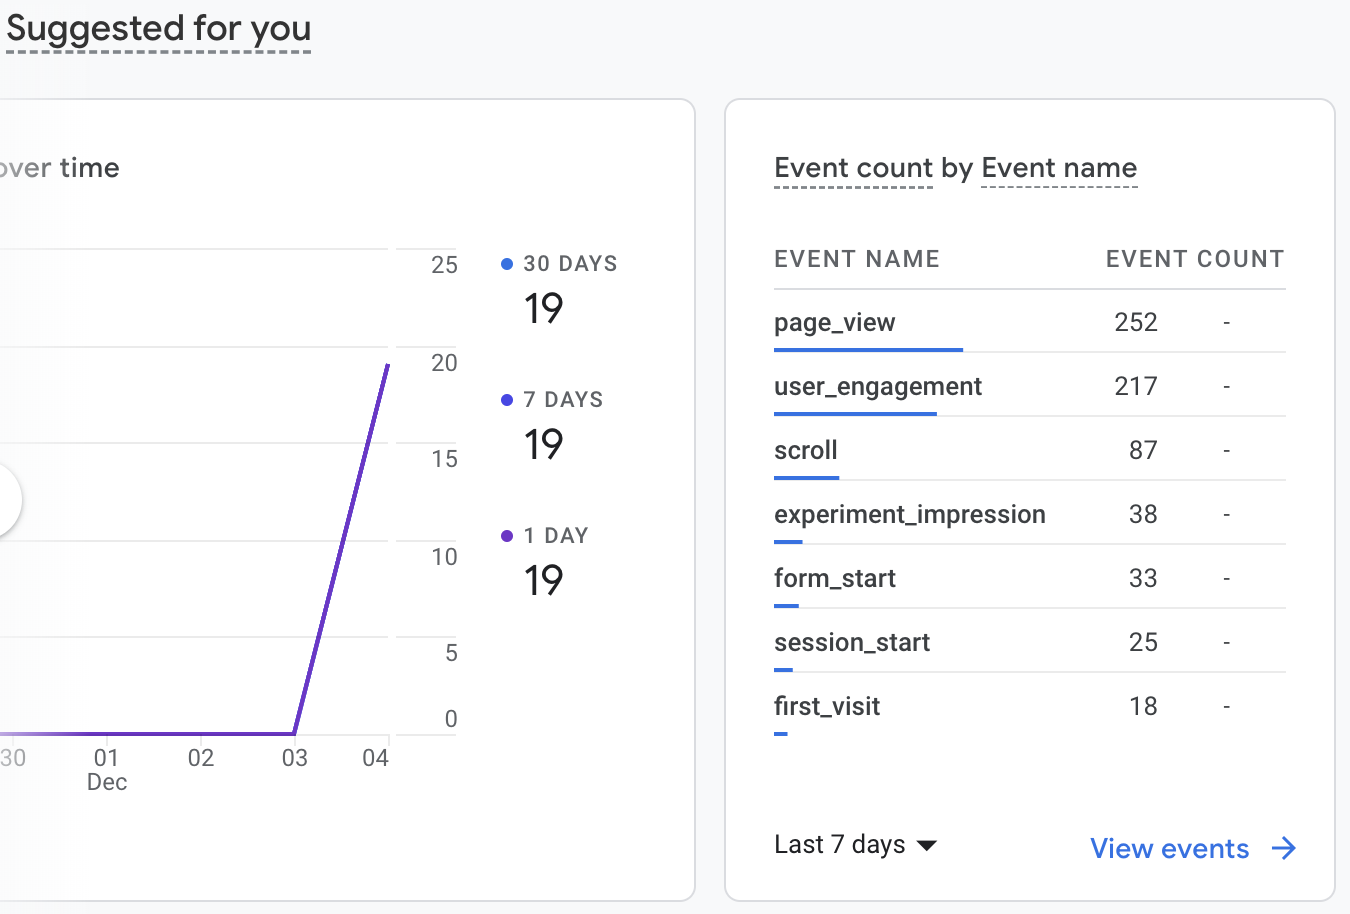 Suggested for you
over time
25
20
15
10
5
0
30 01 02 03 04
Dec
30 DAYS
19
7 DAYS
19
1 DAY
19
Event count by Event name
EVENT NAME EVENT COUNT
page_view 252 -
user_engagement 217 -
scroll 87 -
experiment_impression 38 -
form_start 33 -
session_start 25 -
first_visit 18 -
Last 7 days View events